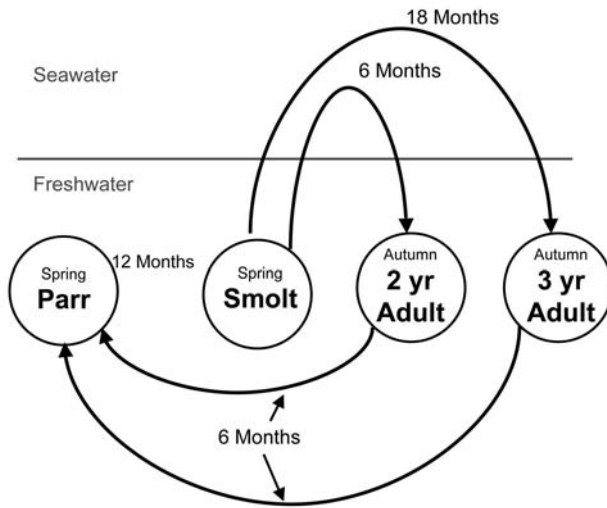 18 Months
6 Months
Seawater
Freshwater
Spring
Parr
12 Months
Spring
Smolt
Autumn
2 yr
Adult
Autumn
3 yr
Adult
6 Months